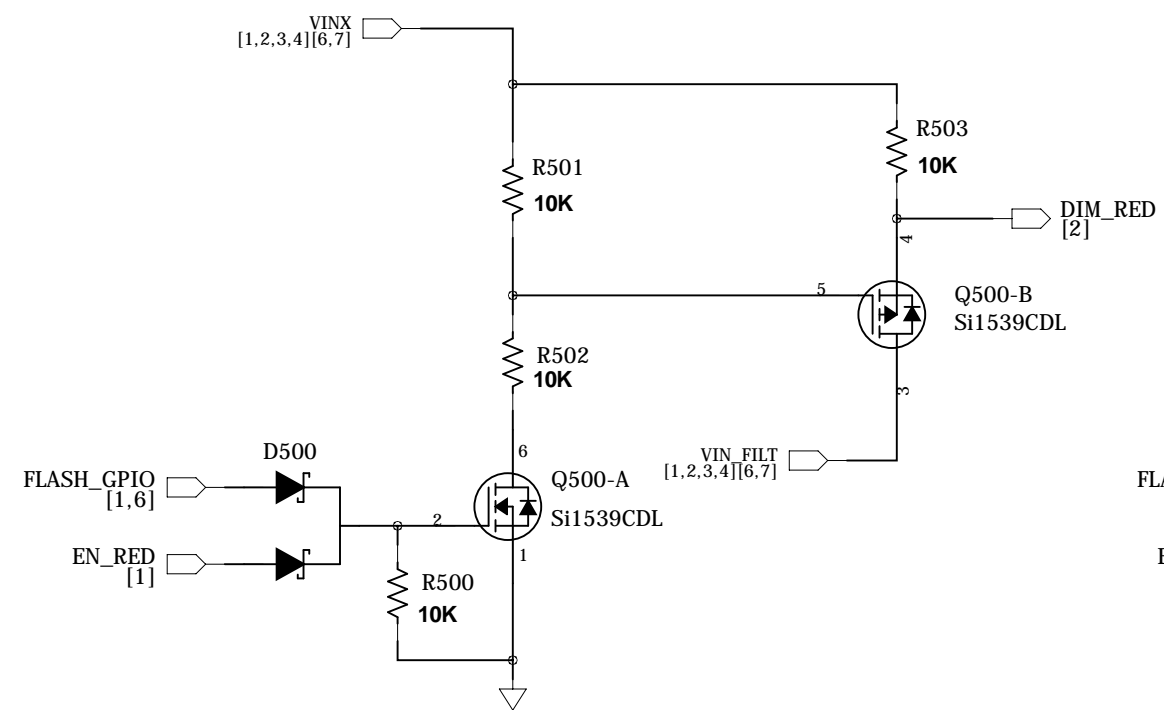 VINX
[1,2,3,4][6,7]
R503
10K
R501
10K
DIM_RED
[2]
4
5
Q500-B
Si1539CDL
R502
10K
3
6
D500
VIN_FILT
[1,2,3,4][6,7]
FLASH_GPIO
[1,6]
Q500-A
Si1539CDL
2
EN_RED
[1]
1
R500
10K
FLA